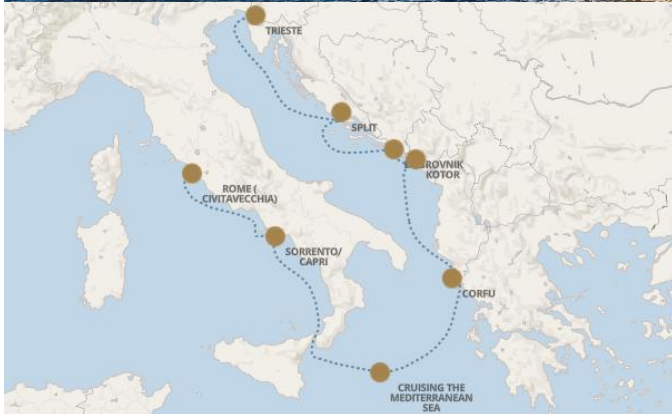 TRIESTE
SPLIT
KOTOR
ROME (
CIVITAVECCHIA)
SORRENTO/
CAPRI
CORFU
CRUISING THE
MEDITERRANEAN
SEA